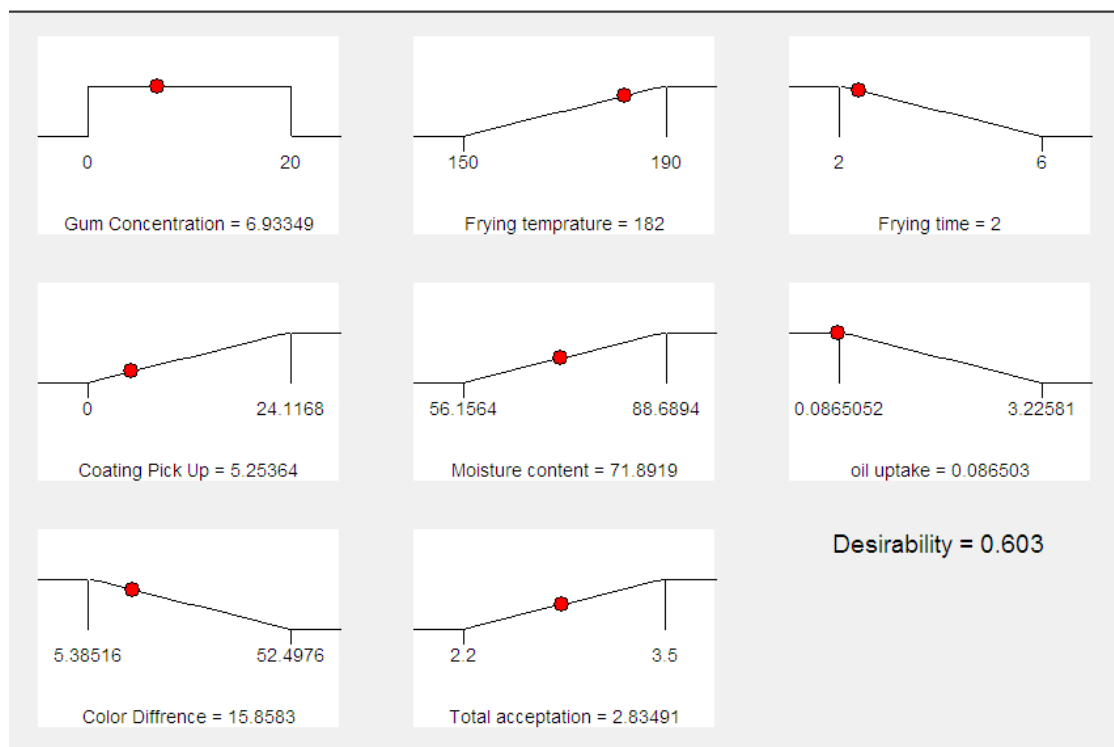 0 20
Gum Concentration = 6.93349
150 190
Frying temprature = 182
2 6
Frying time = 2
0 24.1168
Coating Pick Up = 5.25364
56.1564 88.6894
Moisture content = 71.8919
0.0865052 3.22581
oil uptake = 0.086503
5.38516 52.4976
Color Diffrence = 15.8583
2.2 3.5
Total acceptation = 2.83491
Desirability = 0.603